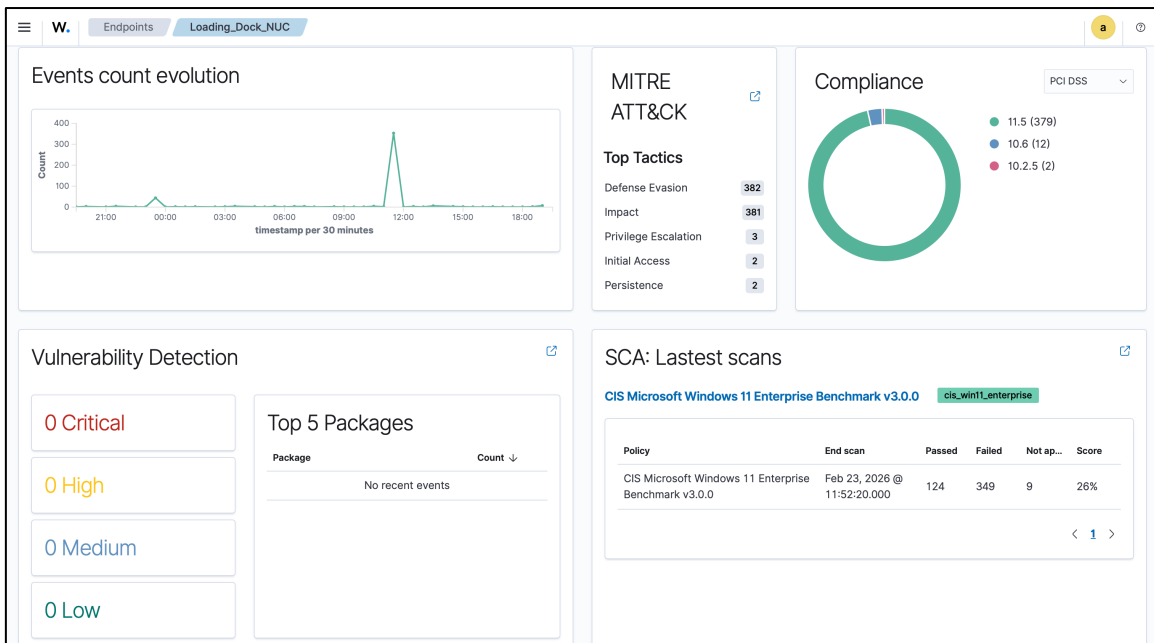 W.
Endpoints
Loading_Dock_NUC
a
Events count evolution
400
300
200
100
0
Count
21:00 00:00 03:00 06:00 09:00 12:00 15:00 18:00
timestamp per 30 minutes
MITRE
ATT&CK
Top Tactics
Defense Evasion 382
Impact 381
Privilege Escalation 3
Initial Access 2
Persistence 2
Compliance
PCI DSS
11.5 (379)
10.6 (12)
10.2.5 (2)
Vulnerability Detection
0 Critical
0 High
0 Medium
0 Low
Top 5 Packages
Package Count
No recent events
SCA: Lastest scans
CIS Microsoft Windows 11 Enterprise Benchmark v3.0.0
cis_win11_enterprise
Policy End scan Passed Failed Not ap... Score
CIS Microsoft Windows 11 Enterprise Feb 23, 2026 @
Benchmark v3.0.0 11:52:20.000 124 349 9 26%
1